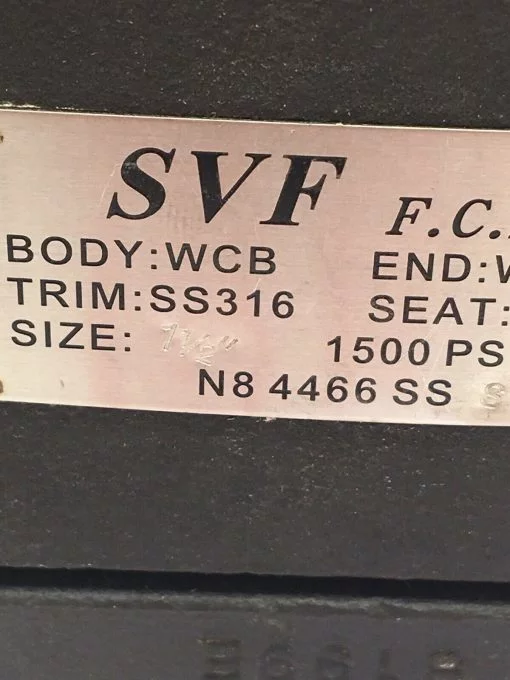 SVF F.C.
BODY:WCB END:W
TRIM:SS316 SEAT:
SIZE: 1500 PS
N8 4466 SS